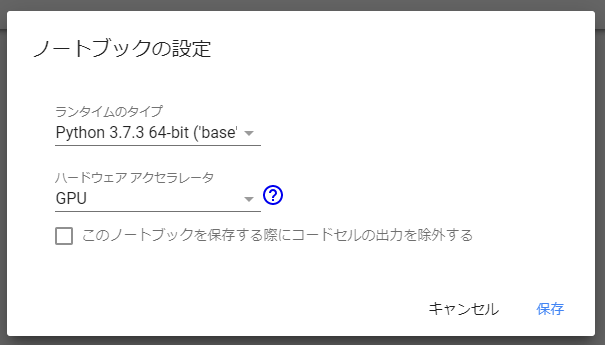 ノートブックの設定
ランタイムのタイプ
Python 3.7.3 64-bit ('base'
ハードウェア アクセラレータ
GPU
?
このノートブックを保存する際にコードセルの出力を除外する
キャンセル 保存